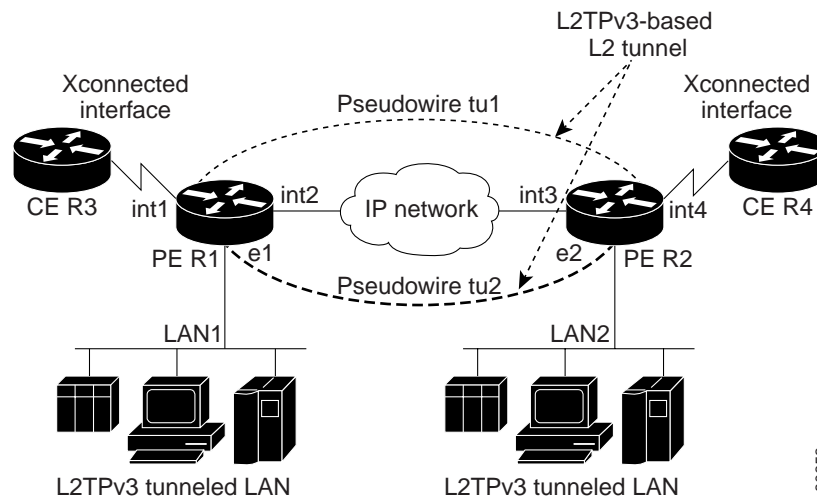 L2TPv3-based
L2 tunnel
Xconnected
interface
Xconnected
interface
Pseudowire tu1
CE R3
int1
int2
IP network
int3
int4
CE R4
PE R1
e1
e2
PE R2
Pseudowire tu2
LAN1
LAN2
L2TPv3 tunneled LAN
L2TPv3 tunneled LAN